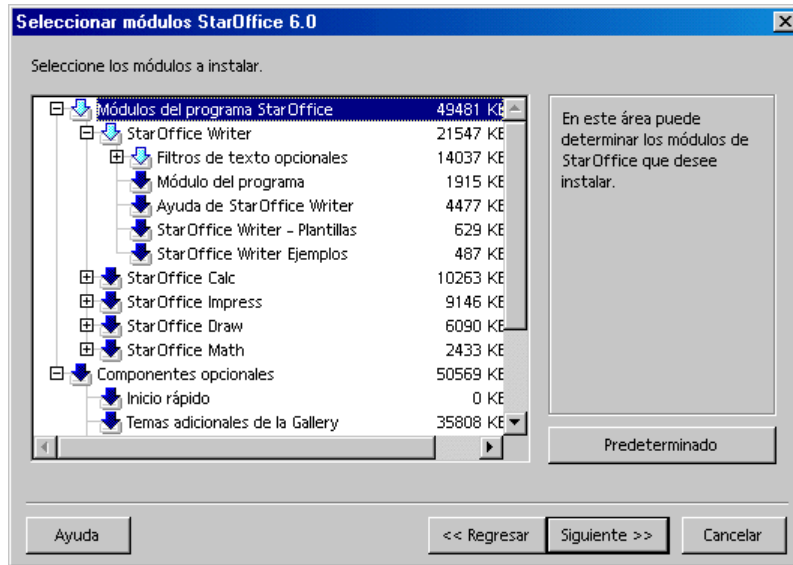 Seleccionar módulos StarOffice 6.0
Seleccione los módulos a instalar.
Módulos del programa StarOffice 49481 KB
StarOffice Writer 21547 KB
Filtros de texto opcionales 14037 KB
Módulo del programa 1915 KB
Ayuda de StarOffice Writer 4477 KB
StarOffice Writer - Plantillas 629 KB
StarOffice Writer Ejemplos 487 KB
StarOffice Calc 10263 KB
StarOffice Impress 9146 KB
StarOffice Draw 6090 KB
StarOffice Math 2433 KB
Componentes opcionales 50569 KB
Inicio rápido 0 KB
Temas adicionales de la Gallery 35808 KB
En este área puede
determinar los módulos de
StarOffice que desee
instalar.
Predeterminado
Ayuda
<< Regresar
Siguiente >>
Cancelar